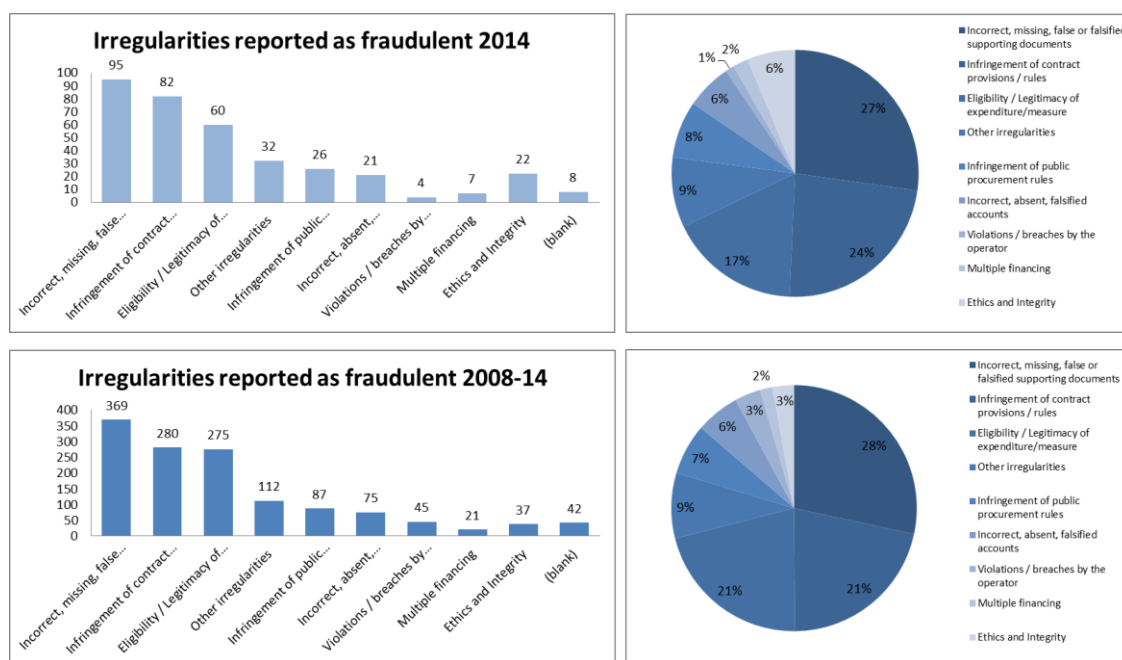 Irregularities reported as fraudulent 2014
100
90
80
70
60
50
40
30
20
10
0
95
82
60
32
26
21
4
7
22
8
Incorrect, missing, false...
Infringement of contract...
Eligibility / Legitimacy of...
Other irregularities
Infringement of public...
Incorrect, absent,...
Violations / breaches by...
Multiple financing
Ethics and Integrity
(blank)
27%
24%
17%
9%
8%
6%
1%
2%
6%
Incorrect, missing, false or falsified
supporting documents
Infringement of contract
provisions / rules
Eligibility / Legitimacy of
expenditure/measure
Other irregularities
Infringement of public
procurement rules
Incorrect, absent, falsified
accounts
Violations / breaches by the
operator
Multiple financing
Ethics and Integrity
Irregularities reported as fraudulent 2008-14
400
350
300
250
200
150
100
50
0
369
280
275
112
87
75
45
21
37
42
Incorrect, missing, false...
Infringement of contract...
Eligibility / Legitimacy of...
Other irregularities
Infringement of public...
Incorrect, absent,...
Violations / breaches by...
Multiple financing
Ethics and Integrity
(blank)
28%
21%
21%
9%
7%
6%
3%
2%
3%
Incorrect, missing, false or
falsified supporting documents
Infringement of contract
provisions / rules
Eligibility / Legitimacy of
expenditure/measure
Other irregularities
Infringement of public
procurement rules
Incorrect, absent, falsified
accounts
Violations / breaches by the
operator
Multiple financing
Ethics and Integrity